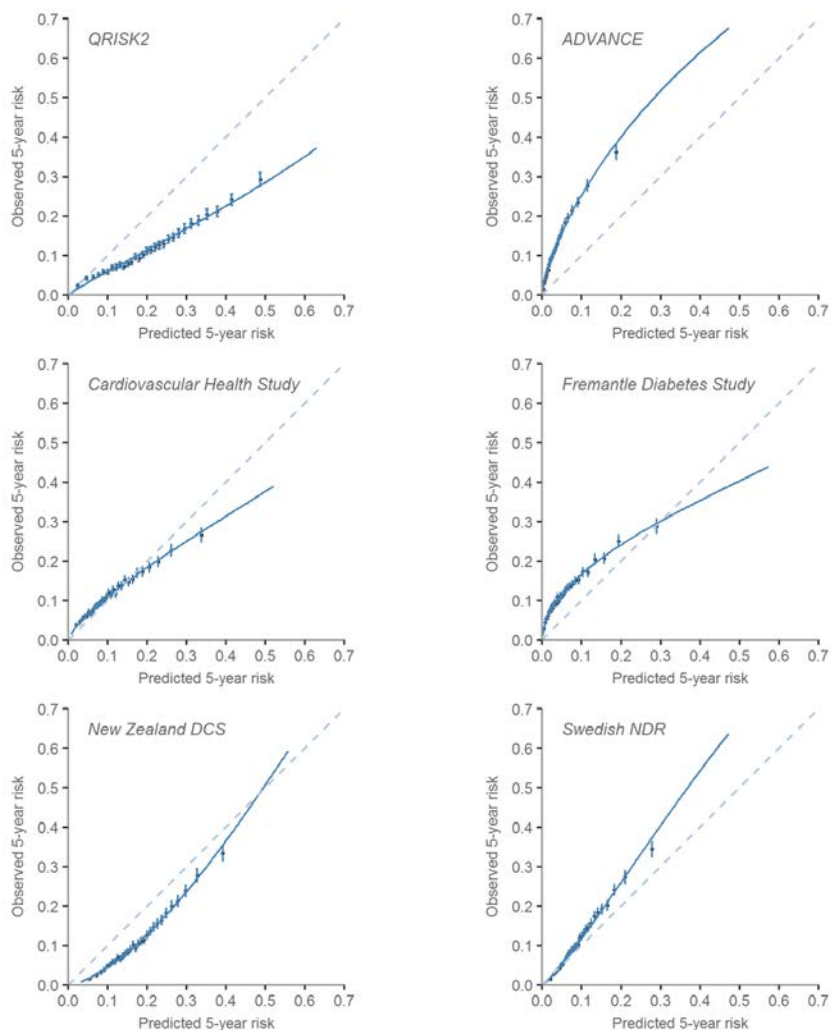 QRISK2
Observed 5-year risk
0.7
0.6
0.5
0.4
0.3
0.2
0.1
0.0
0.0 0.1 0.2 0.3 0.4 0.5 0.6 0.7
Predicted 5-year risk
ADVANCE
Observed 5-year risk
0.7
0.6
0.5
0.4
0.3
0.2
0.1
0.0
0.0 0.1 0.2 0.3 0.4 0.5 0.6 0.7
Predicted 5-year risk
Cardiovascular Health Study
Observed 5-year risk
0.7
0.6
0.5
0.4
0.3
0.2
0.1
0.0
0.0 0.1 0.2 0.3 0.4 0.5 0.6 0.7
Predicted 5-year risk
Fremantle Diabetes Study
Observed 5-year risk
0.7
0.6
0.5
0.4
0.3
0.2
0.1
0.0
0.0 0.1 0.2 0.3 0.4 0.5 0.6 0.7
Predicted 5-year risk
New Zealand DCS
Observed 5-year risk
0.7
0.6
0.5
0.4
0.3
0.2
0.1
0.0
0.0 0.1 0.2 0.3 0.4 0.5 0.6 0.7
Predicted 5-year risk
Swedish NDR
Observed 5-year risk
0.7
0.6
0.5
0.4
0.3
0.2
0.1
0.0
0.0 0.1 0.2 0.3 0.4 0.5 0.6 0.7
Predicted 5-year risk